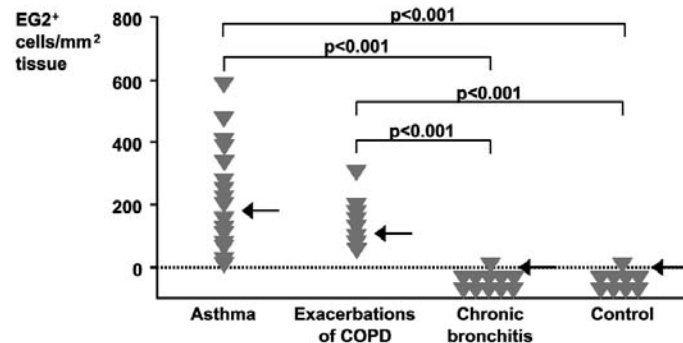 EG2⁺
cells/mm²
tissue
800
600
400
200
0
p<0.001
p<0.001
p<0.001
p<0.001
Asthma
Exacerbations
of COPD
Chronic
bronchitis
Control